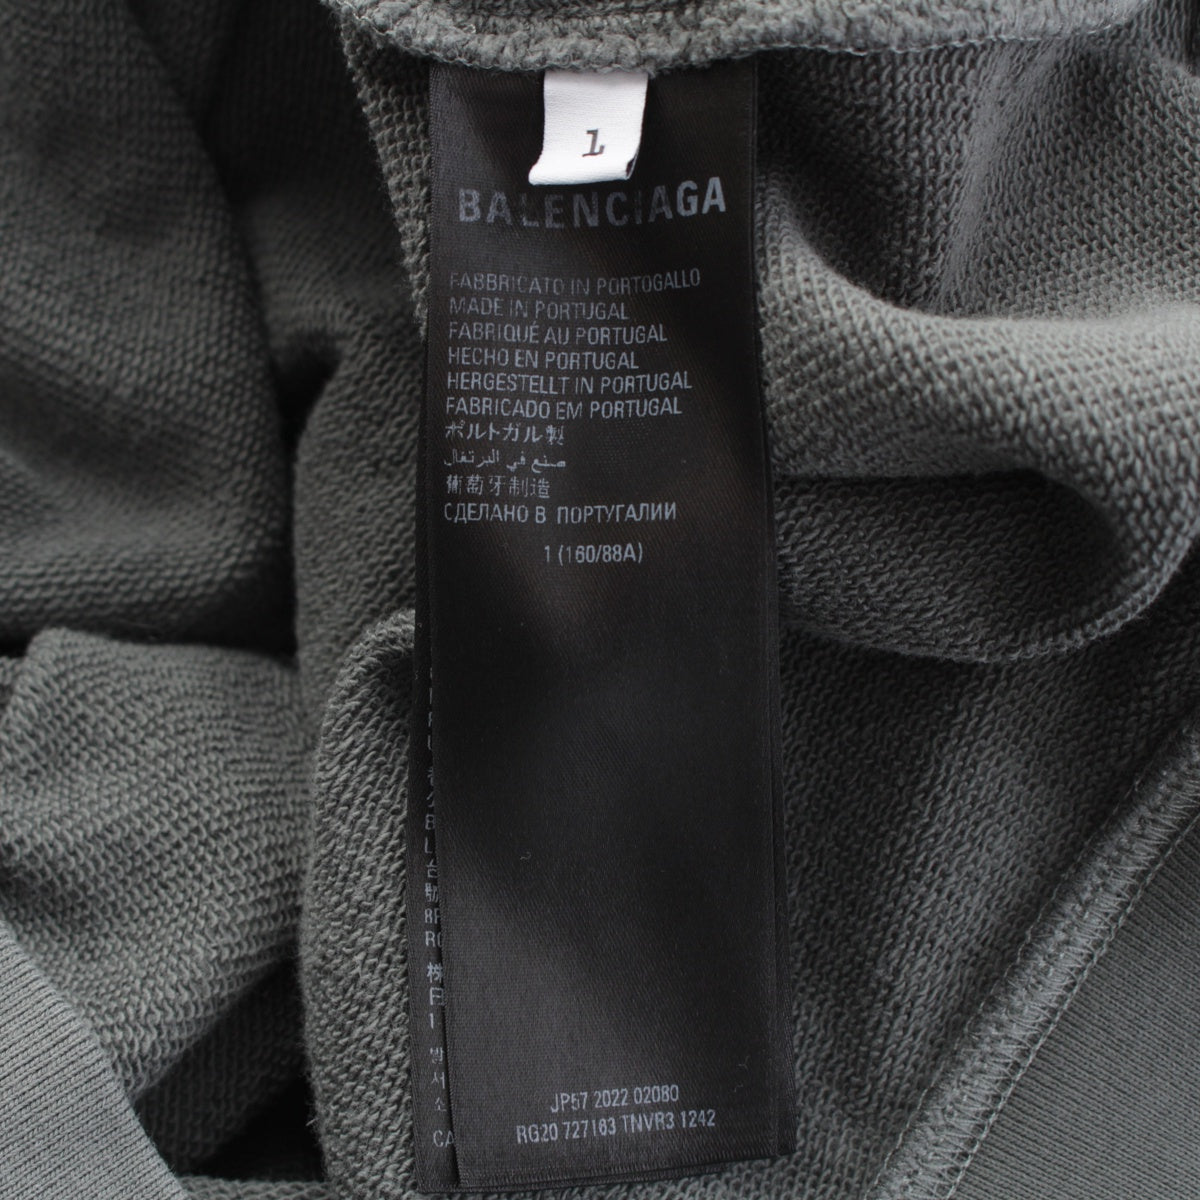 1
BALENCIAGA
FABBRICATO IN PORTOGALLO
MADE IN PORTUGAL
FABRIQUÉ AU PORTUGAL
HECHO EN PORTUGAL
HERGESTELLT IN PORTUGAL
FABRICADO EM PORTUGAL
ポルトガル製
صنع في البرتغال
葡萄牙制造
СДЕЛАНО В ПОРТУГАЛИИ
1 (160/88A)
JP57 2022 02080
RG20 727163 TNVR3 1242